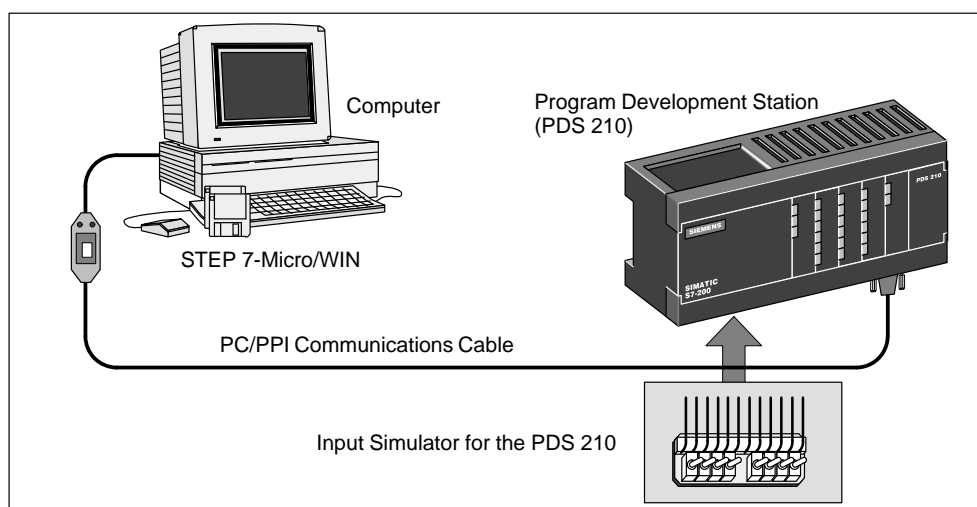 Computer
Program Development Station
(PDS 210)
PDS 210
SIEMENS
SIMATIC
S7-200
STEP 7-Micro/WIN
PC/PPI Communications Cable
Input Simulator for the PDS 210